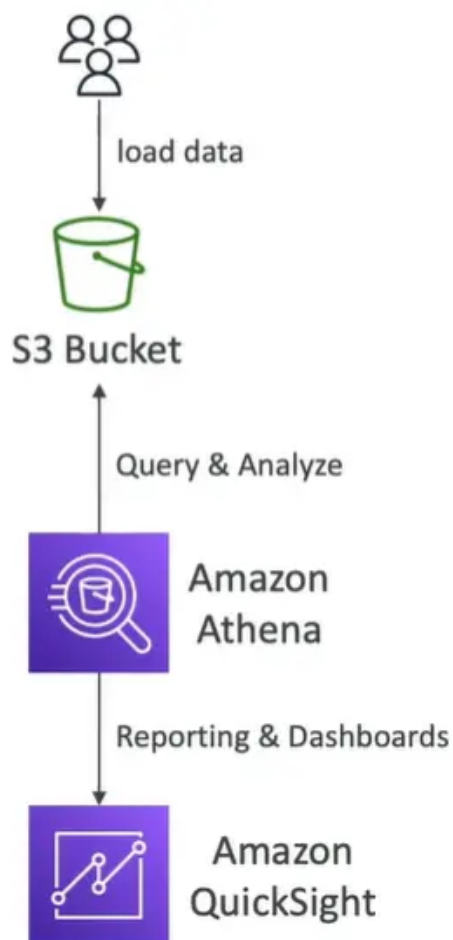 load data
S3 Bucket
Query & Analyze
Amazon
Athena
Reporting & Dashboards
Amazon
QuickSight